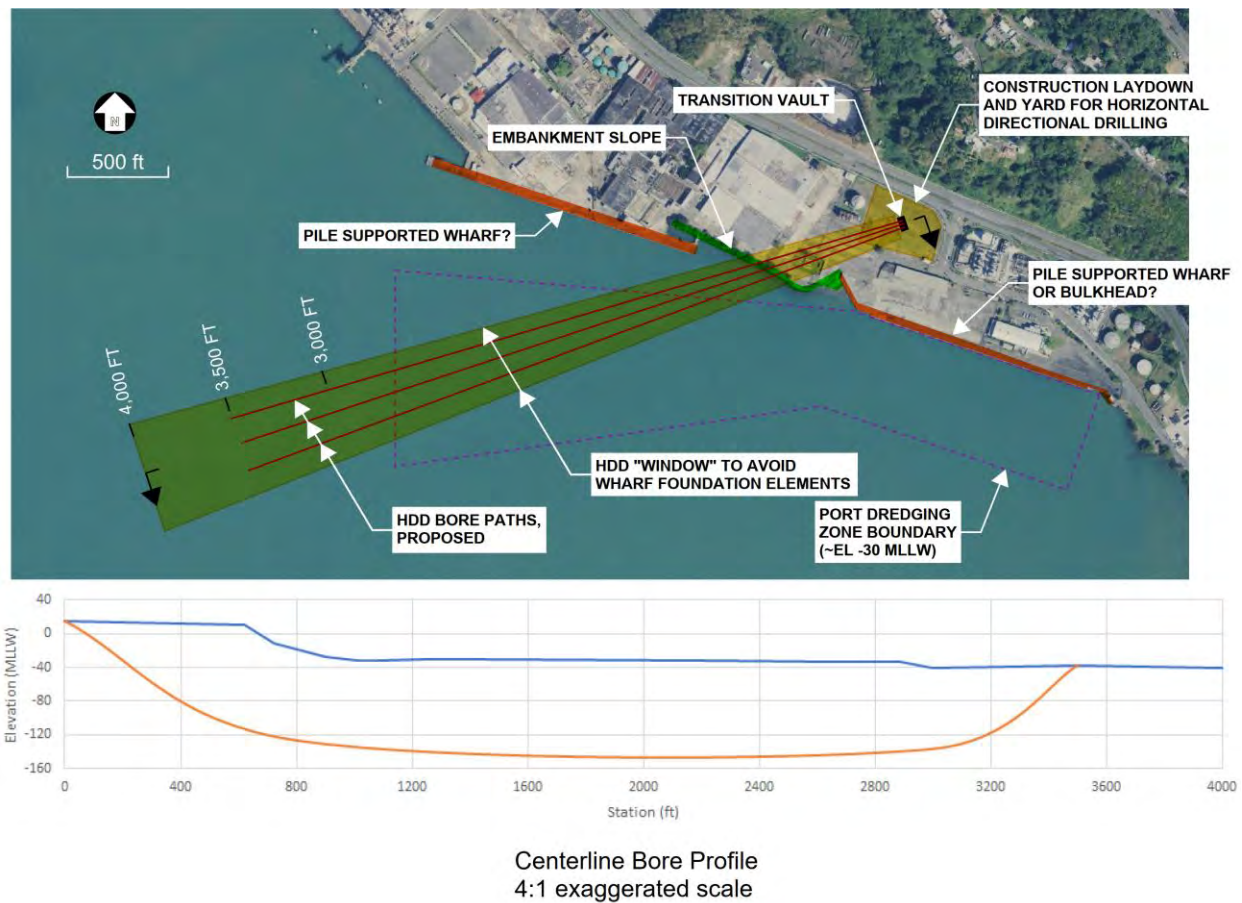 CONSTRUCTION LAYDOWN
AND YARD FOR HORIZONTAL
DIRECTIONAL DRILLING
TRANSITION VAULT
EMBANKMENT SLOPE
N
500 ft
PILE SUPPORTED WHARF?
PILE SUPPORTED WHARF
OR BULKHEAD?
3,000 FT
3,500 FT
4,000 FT
HDD "WINDOW" TO AVOID
WHARF FOUNDATION ELEMENTS
HDD BORE PATHS,
PROPOSED
PORT DREDGING
ZONE BOUNDARY
(~EL -30 MLLW)
40
0
-40
-80
-120
-160
Elevation (MLLW)
0 400 800 1200 1600 2000 2400 2800 3200 3600 4000
Station (ft)
Centerline Bore Profile
4:1 exaggerated scale